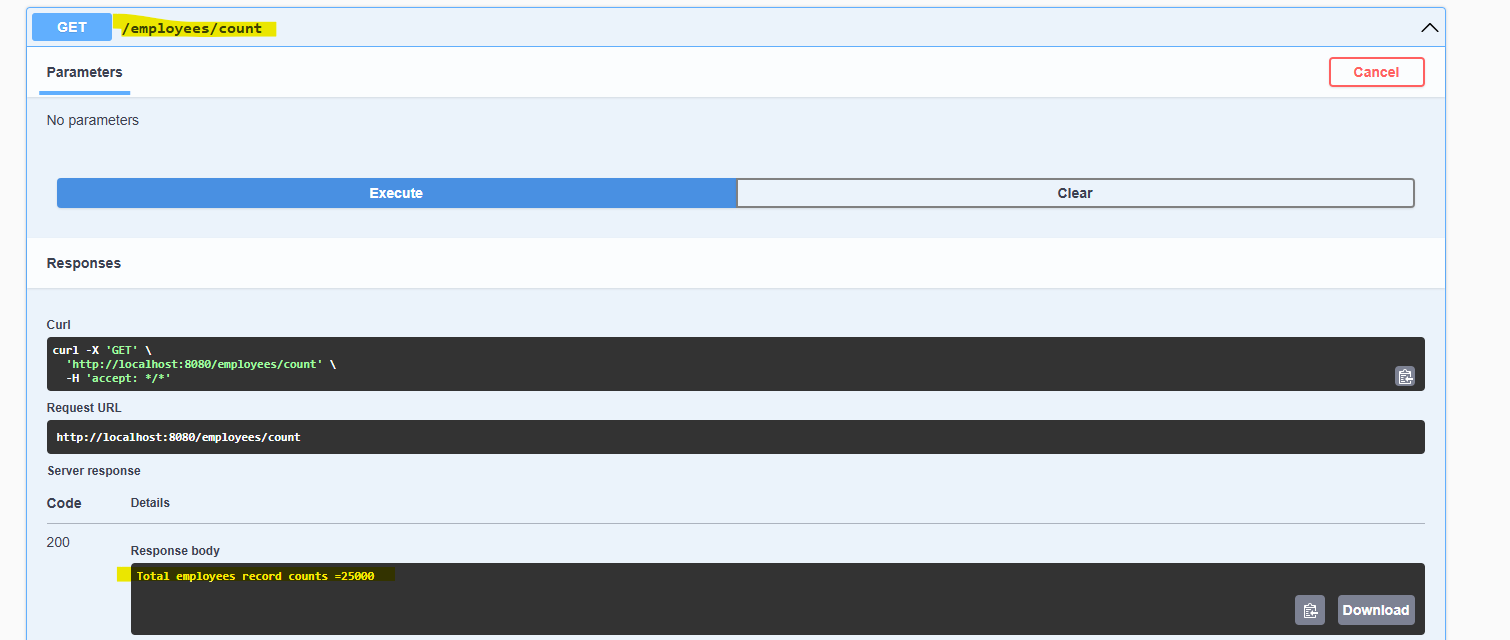 GET /employees/count
Parameters
Cancel
No parameters
Execute
Clear
Responses
Curl
curl -X 'GET' \
'http://localhost:8080/employees/count' \
-H 'accept: */*'
Request URL
http://localhost:8080/employees/count
Server response
Code Details
200
Response body
Total employees record counts =25000
Download